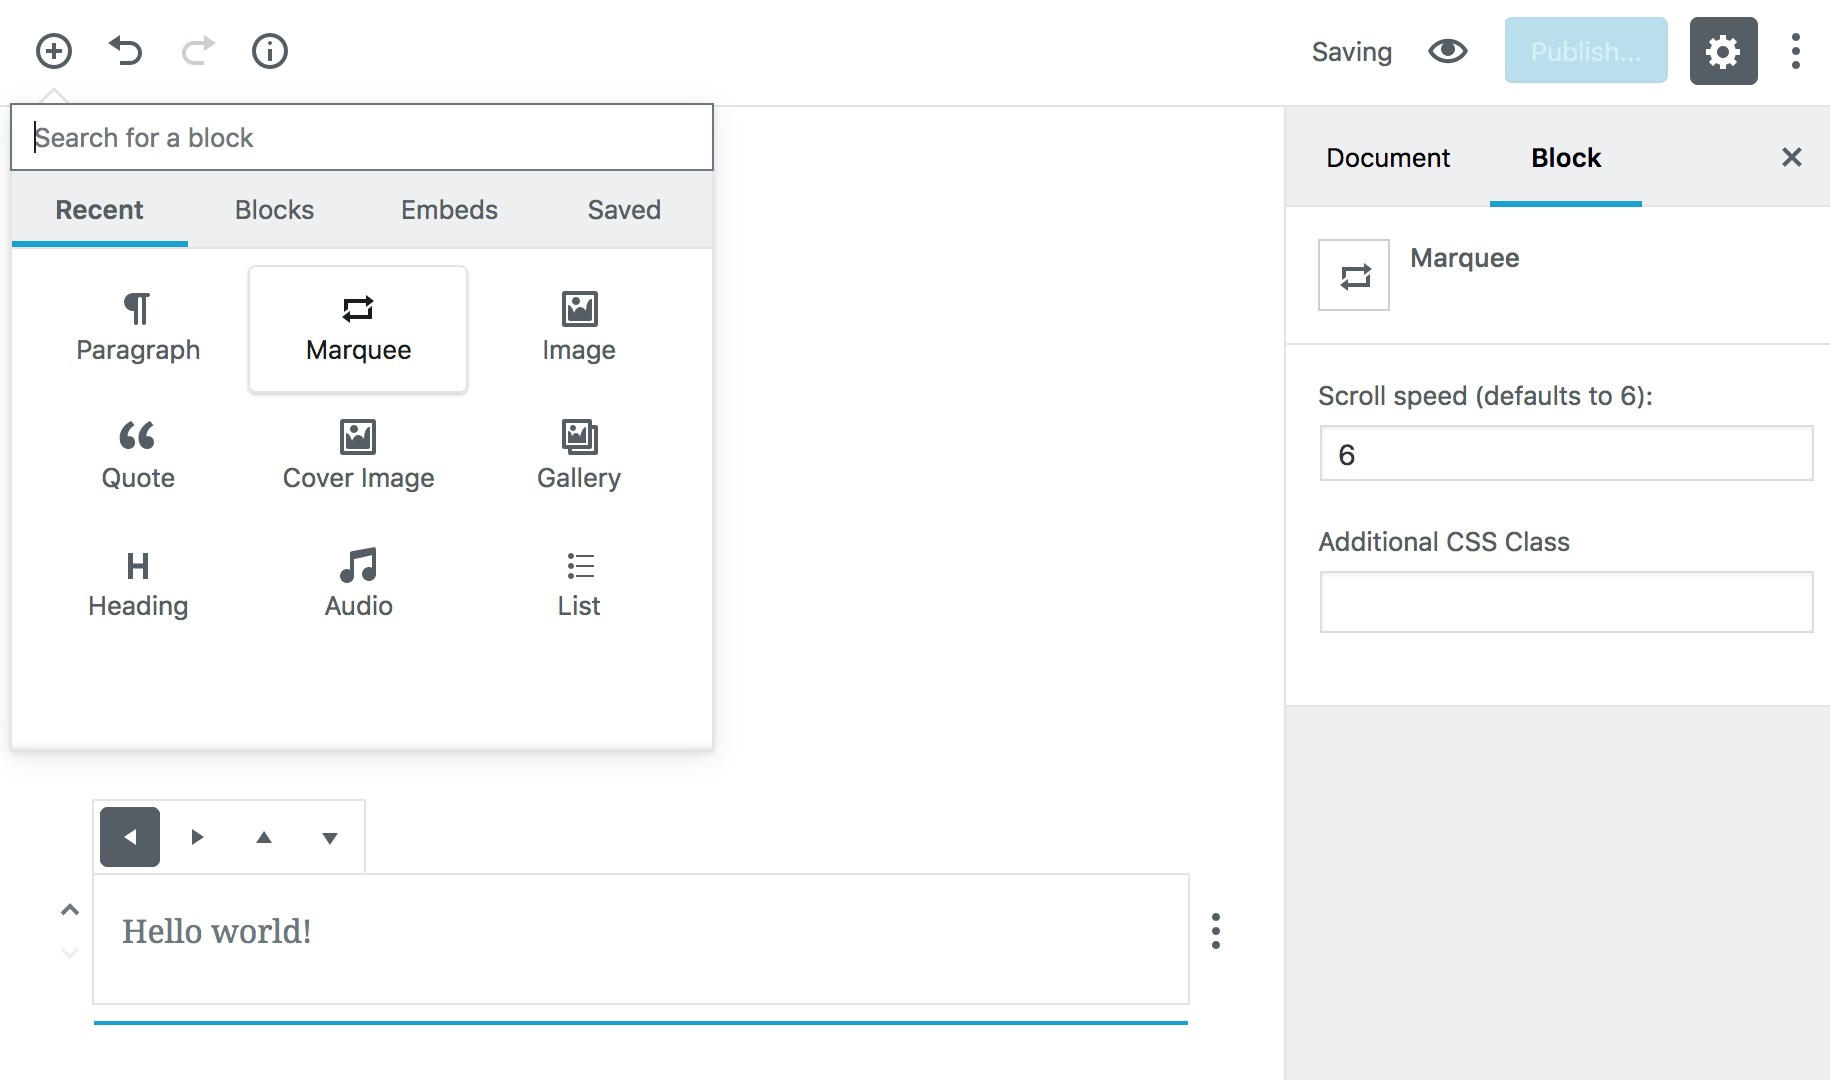 Saving
Publish...
Search for a block
Recent Blocks Embeds Saved
Paragraph Marquee Image
Quote Cover Image Gallery
Heading Audio List
Hello world!
Document Block
Marquee
Scroll speed (defaults to 6):
6
Additional CSS Class